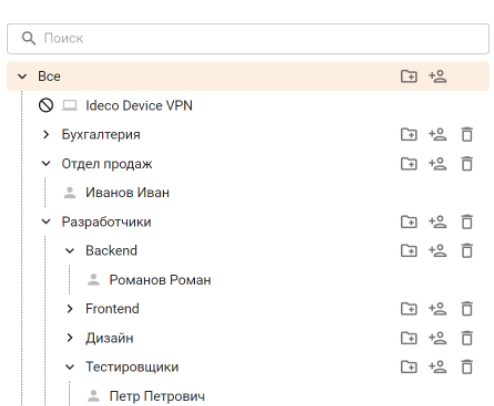 Поиск
Все
Ideco Device VPN
Бухгалтерия
Отдел продаж
Иванов Иван
Разработчики
Backend
Романов Роман
Frontend
Дизайн
Тестировщики
Петр Петрович